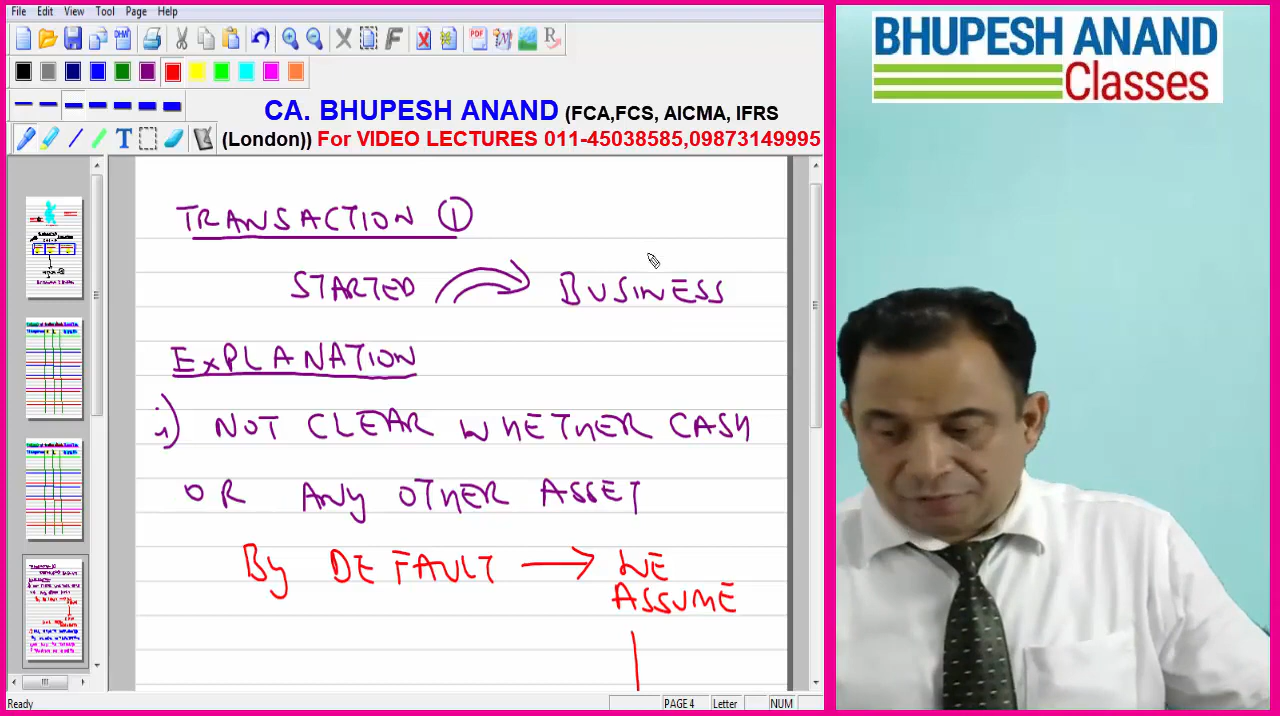 File Edit View Tool Page Help
BHUPESH ANAND
Classes
CA. BHUPESH ANAND (FCA,FCS, AICMA, IFRS
(London)) For VIDEO LECTURES 011-45038585,09873149995
TRANSACTION ①
STARTED BUSINESS
EXPLANATION
i) NOT CLEAR WHETHER CASH
OR ANY OTHER ASSET
By DEFAULT → WE
ASSUME
Ready PAGE4 Letter NUM